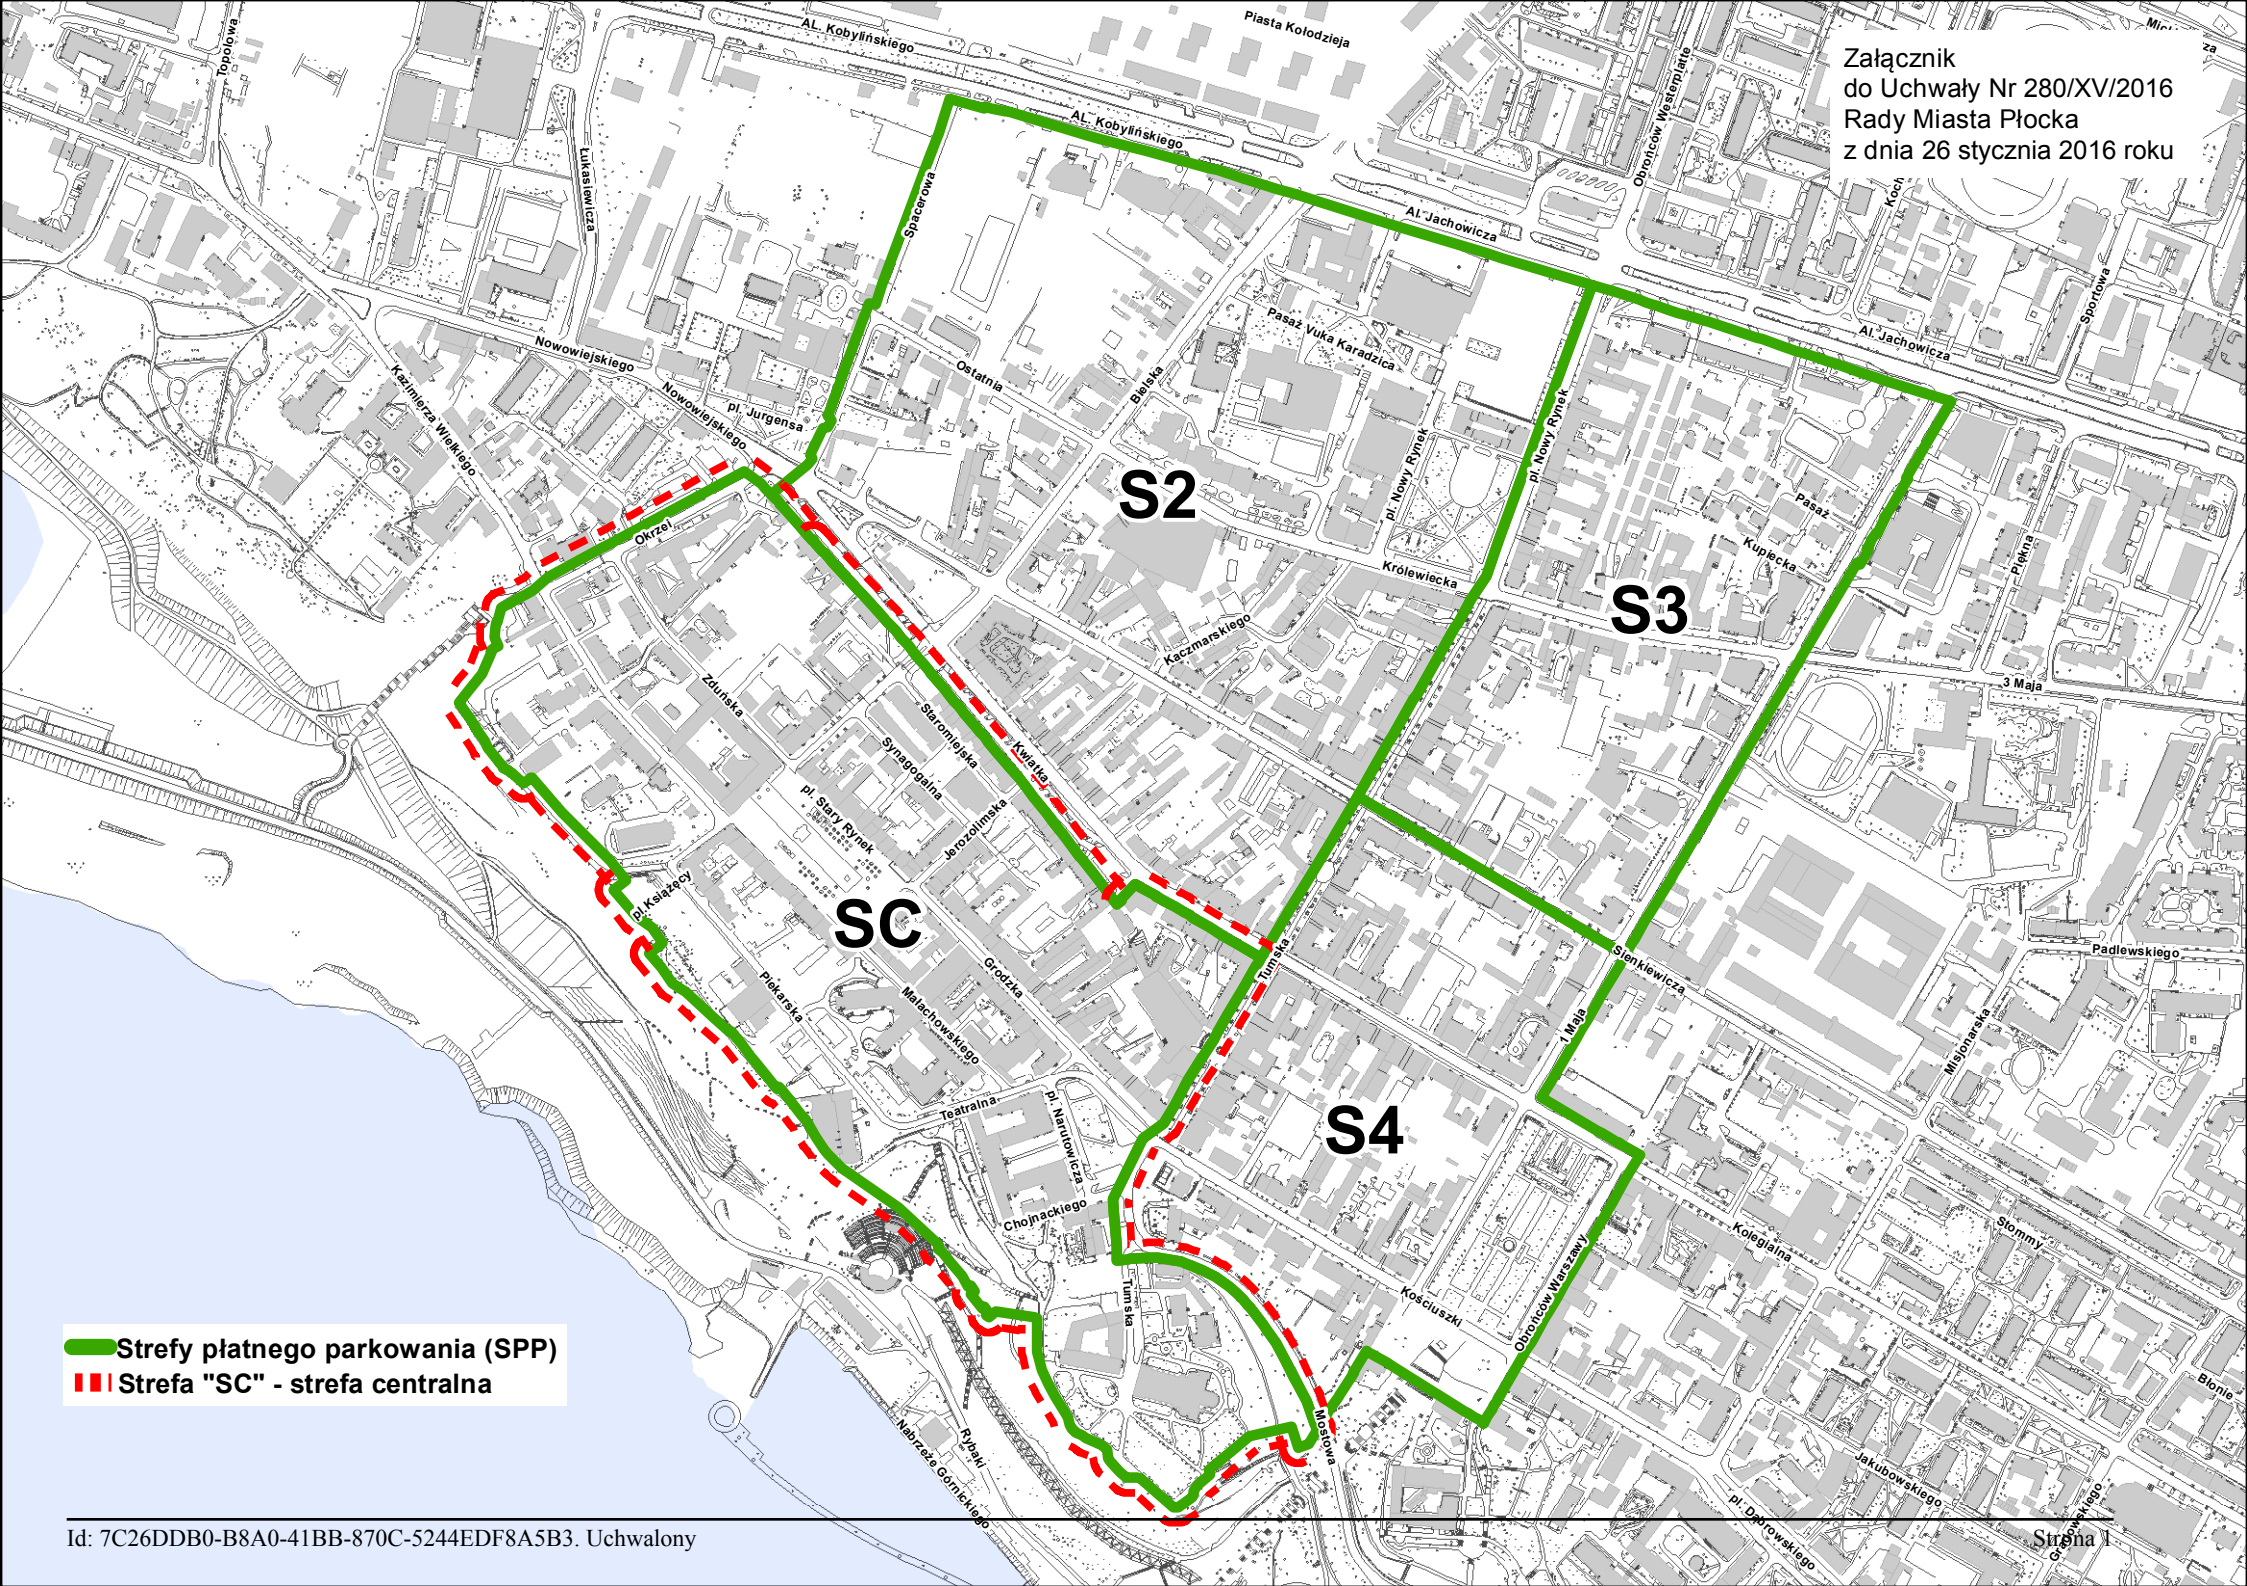 Załącznik
do Uchwały Nr 280/XV/2016
Rady Miasta Płocka
z dnia 26 stycznia 2016 roku
Topolowa
AL. Kobylińskiego
Piasta Kołodzieja
Obrońców Westerplatte
Łukasiewicza
Spacerowa
AL. Kobylińskiego
Al. Jachowicza
Al. Jachowicza
Sportowa
Nowowiejskiego
Kazimierza Wielkiego
Nowowiejskiego
pl. Jurgensa
Ostatnia
Bielska
Pasaż Vuka Karadzica
pl. Nowy Rynek
pl. Nowy Rynek
S2
Pasaż
Kupiecka
Piękna
Okrzei
Królewiecka
S3
Kaczmarskiego
3 Maja
Zduńska
Staromiejska
Synagogalna
Kwiatka
pl. Stary Rynek
Jerozolimska
pl. Książęcy
SC
Tumska
Sienkiewicza
Padlewskiego
Piekarska
Grodzka
Małachowskiego
1 Maja
Misjonarska
Teatralna
pl. Narutowicza
S4
Chojnackiego
Kolegialna
Stommy
Tumska
Kościuszki
Obrońców Warszawy
Strefy płatnego parkowania (SPP)
Strefa "SC" - strefa centralna
Mostowa
Błonie
Rybaki
Nabrzeże Górnickiego
Jakubowskiego
pl. Dąbrowskiego
Grabowskiego
Id: 7C26DDB0-B8A0-41BB-870C-5244EDF8A5B3. Uchwalony
Strona 1